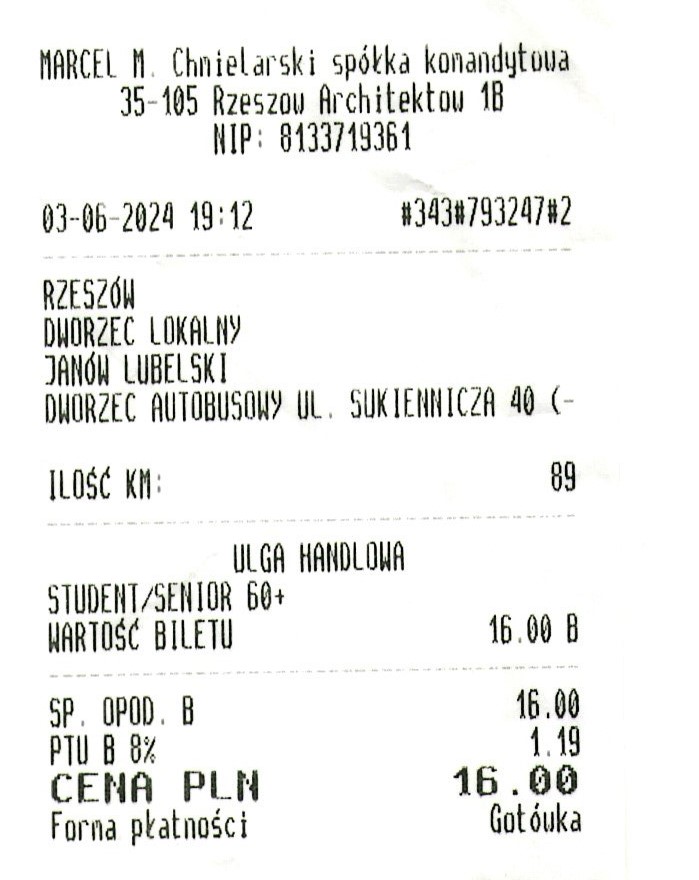 MARCEL M. Chmielarski spółka komandytowa
35-105 Rzeszow Architektow 1B
NIP: 8133719361
03-06-2024 19:12 #343#793247#2
RZESZÓW
DWORZEC LOKALNY
JANÓW LUBELSKI
DWORZEC AUTOBUSOWY UL. SUKIENNICZA 40 (-
ILOŚĆ KM: 89
ULGA HANDLOWA
STUDENT/SENIOR 60+
WARTOŚĆ BILETU 16.00 B
SP. OPOD. B 16.00
PTU B 8% 1.19
CENA PLN 16.00
Forma płatności Gotówka